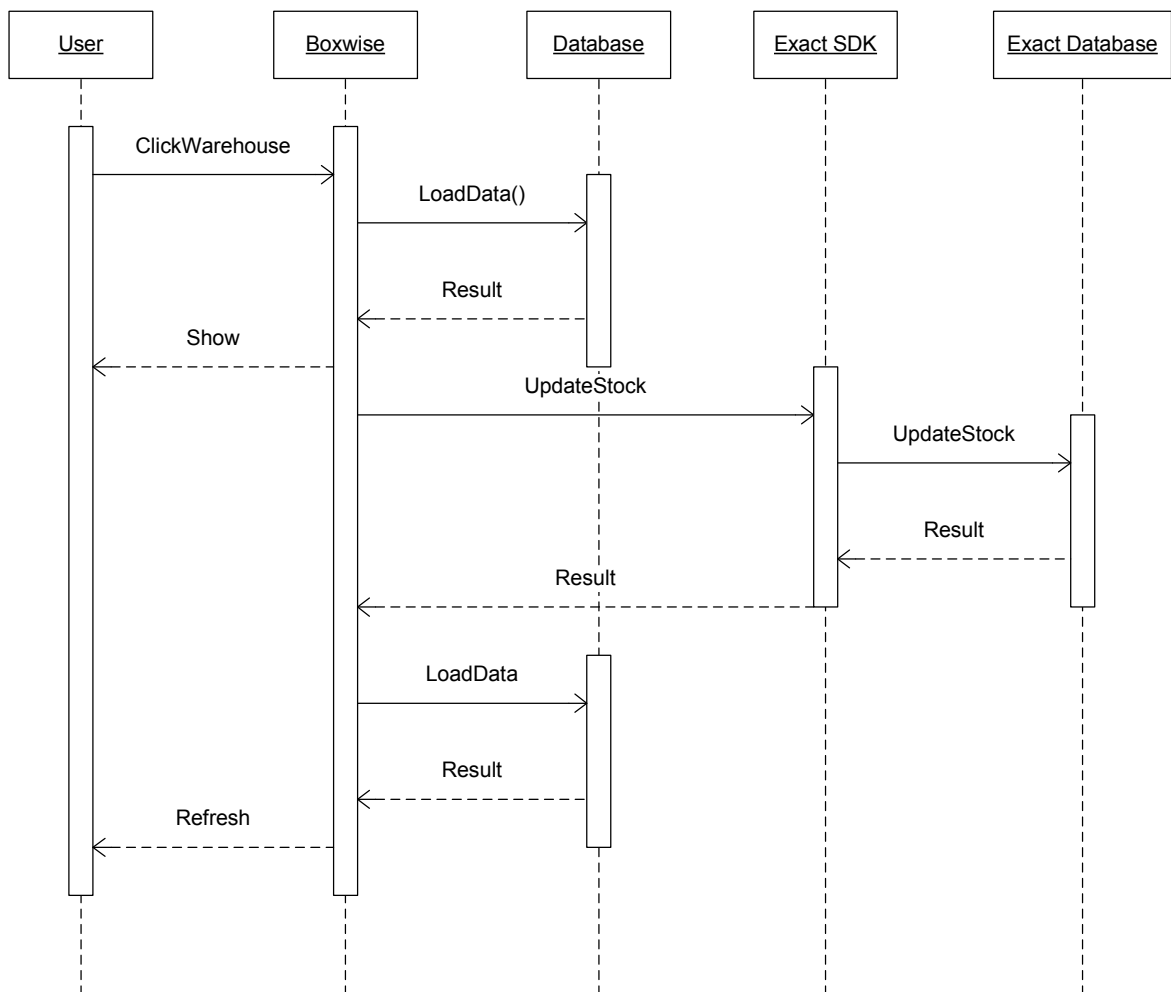 User
Boxwise
Database
Exact SDK
Exact Database
ClickWarehouse
LoadData()
Result
Show
UpdateStock
UpdateStock
Result
Result
LoadData
Result
Refresh